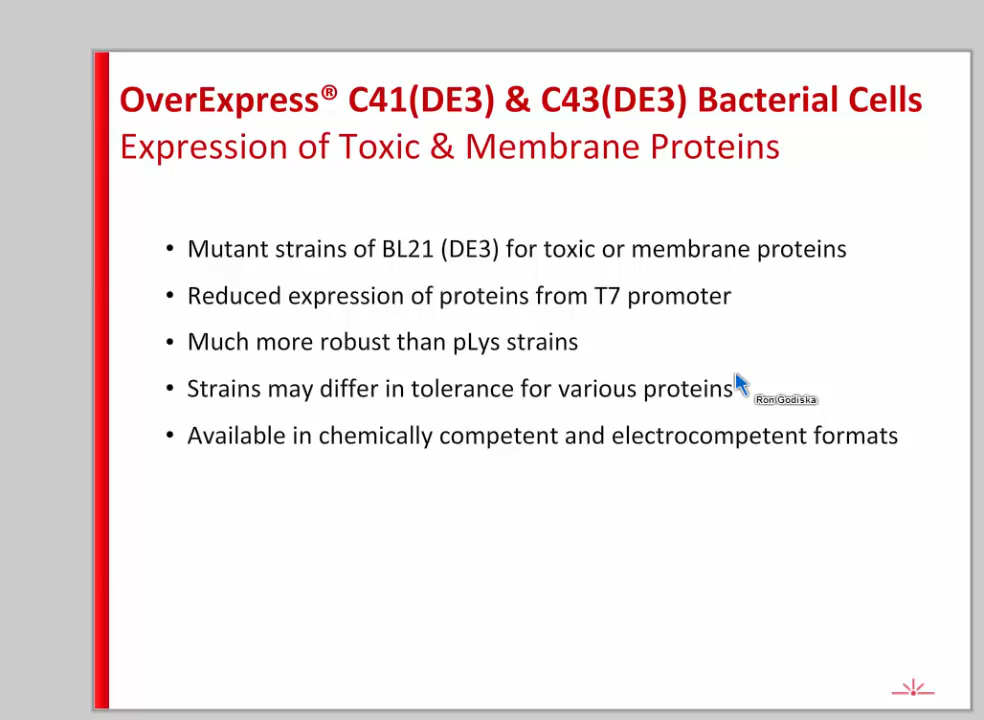 OverExpress® C41(DE3) & C43(DE3) Bacterial Cells
Expression of Toxic & Membrane Proteins
• Mutant strains of BL21 (DE3) for toxic or membrane proteins
• Reduced expression of proteins from T7 promoter
• Much more robust than pLys strains
• Strains may differ in tolerance for various proteins
Ron Godiska
• Available in chemically competent and electrocompetent formats